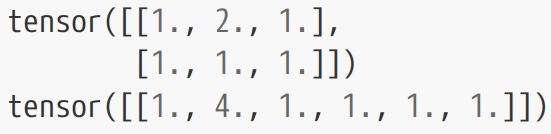 tensor([[1., 2., 1.],
        [1., 1., 1.]])
tensor([[1., 4., 1., 1., 1., 1.]])